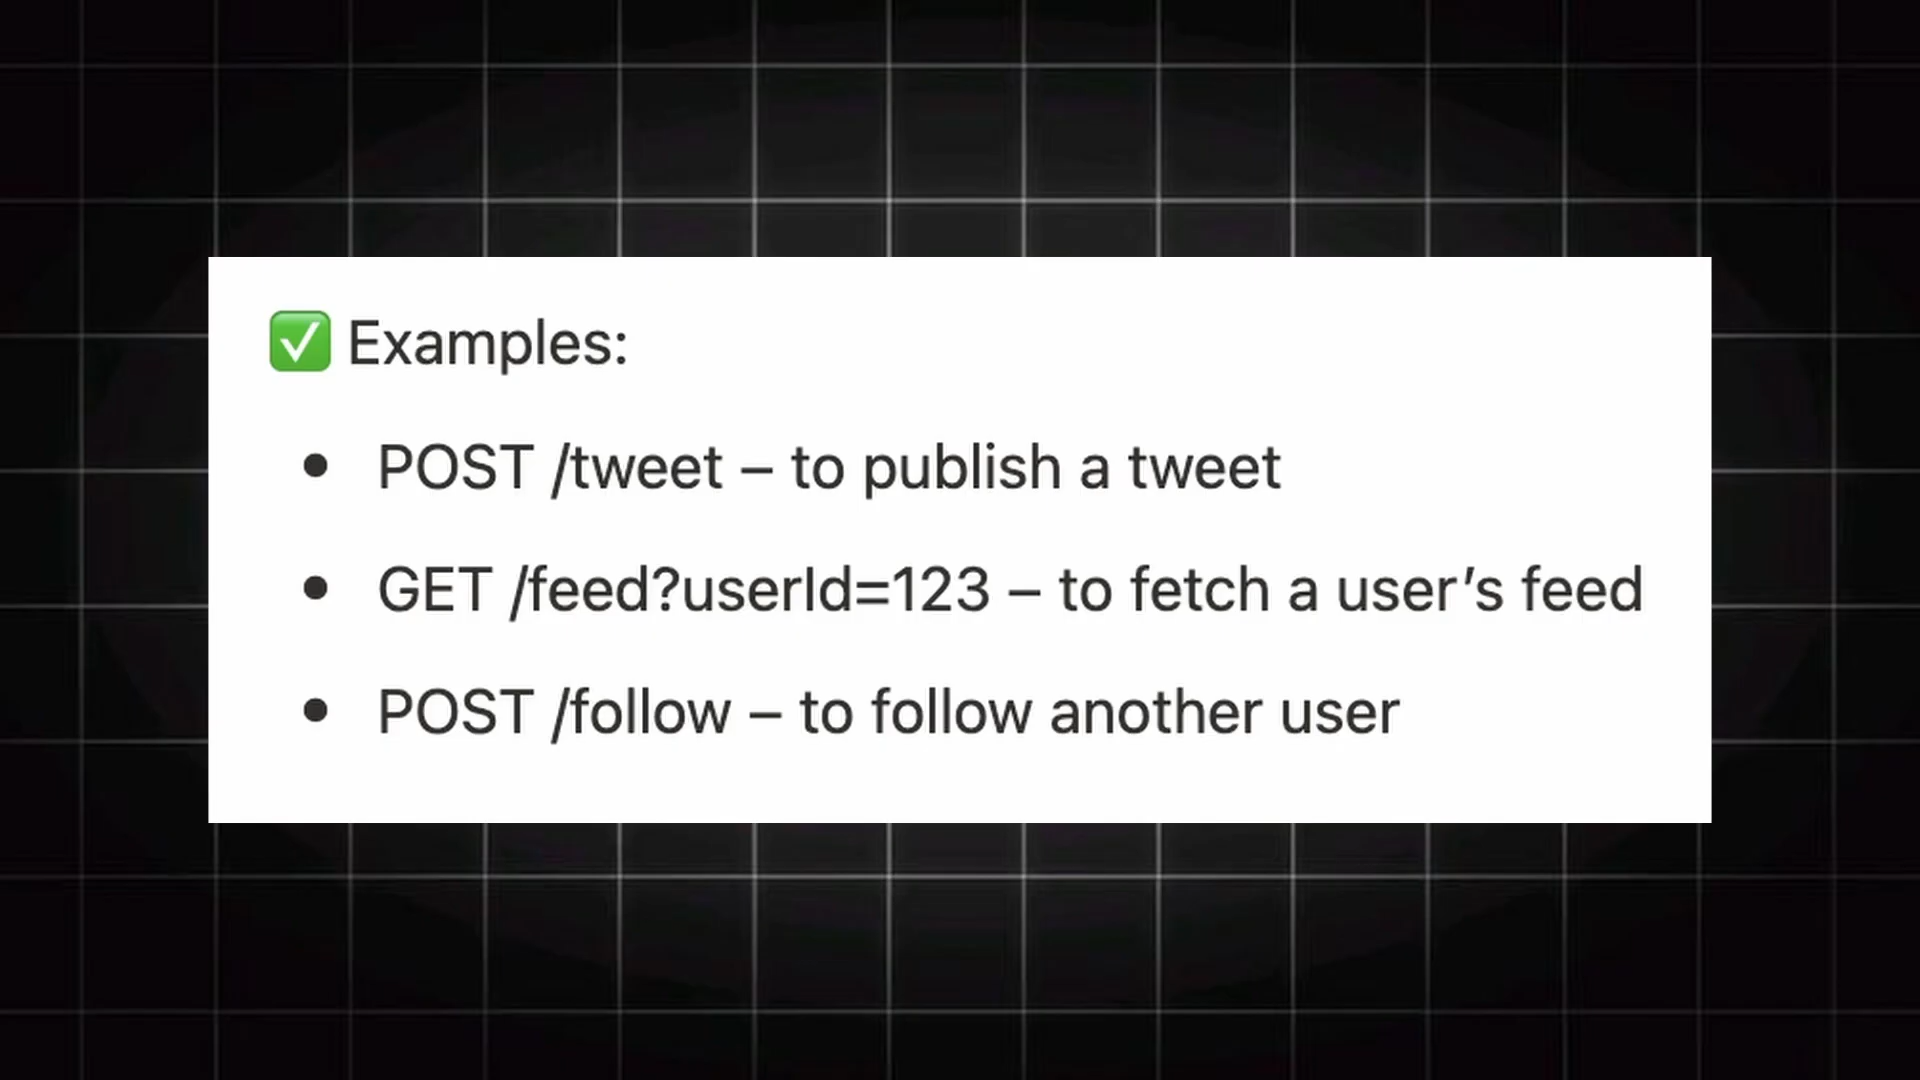 ✅ Examples:
• POST /tweet – to publish a tweet
• GET /feed?userId=123 – to fetch a user’s feed
• POST /follow – to follow another user